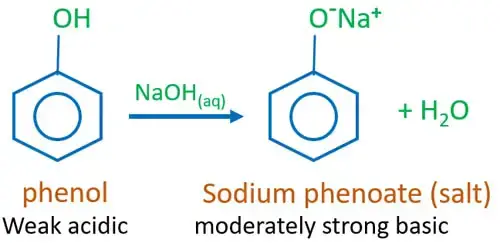 OH
O⁻Na⁺
NaOH(aq)
+ H₂O
phenol
Sodium phenoate (salt)
Weak acidic
moderately strong basic